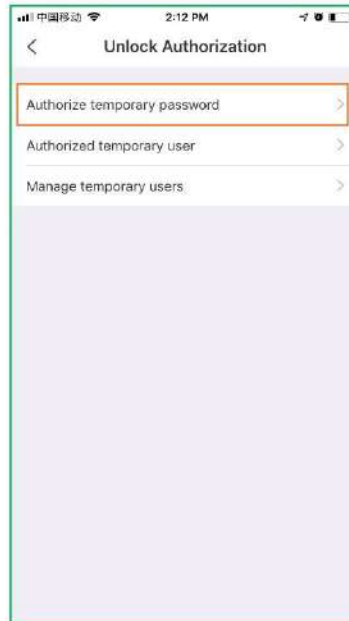 中国移动 2:12 PM
Unlock Authorization
Authorize temporary password
Authorized temporary user
Manage temporary users